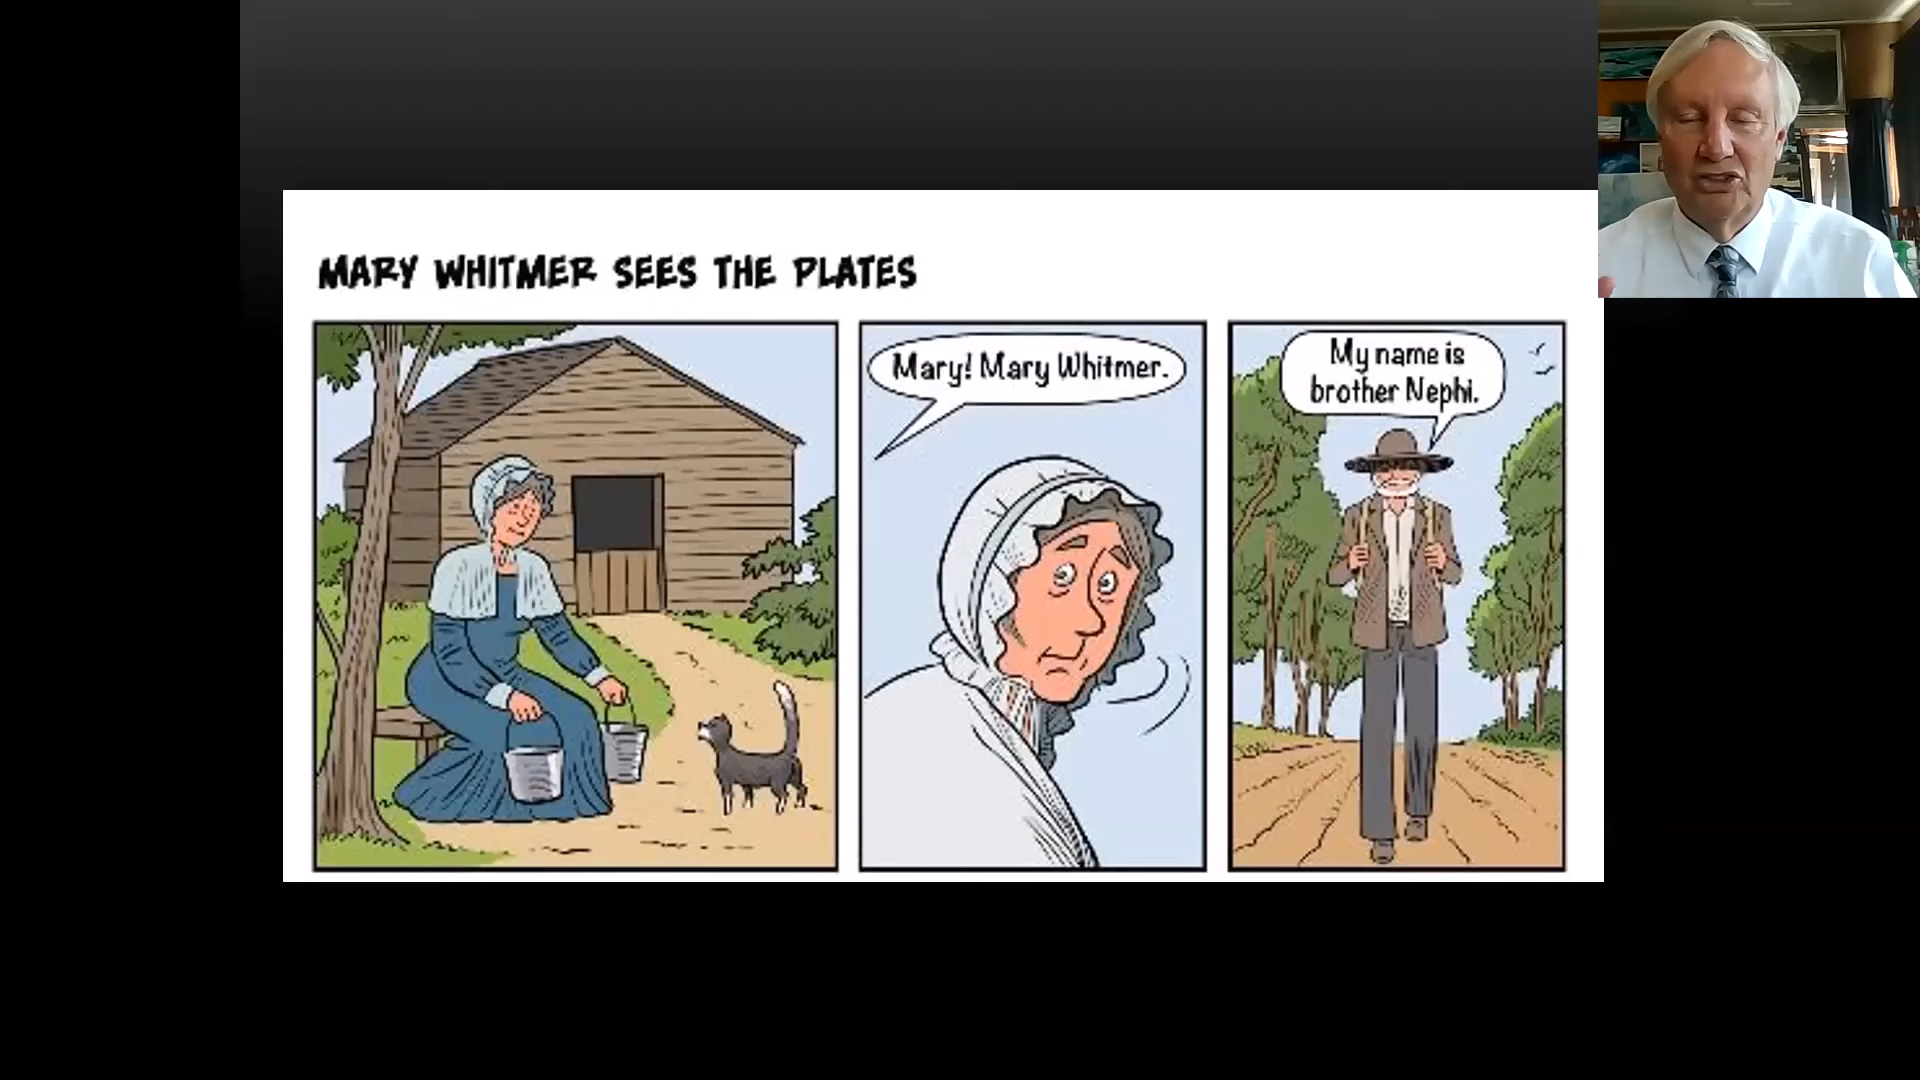 MARY WHITMER SEES THE PLATES
Mary! Mary Whitmer.
My name is
brother Nephi.